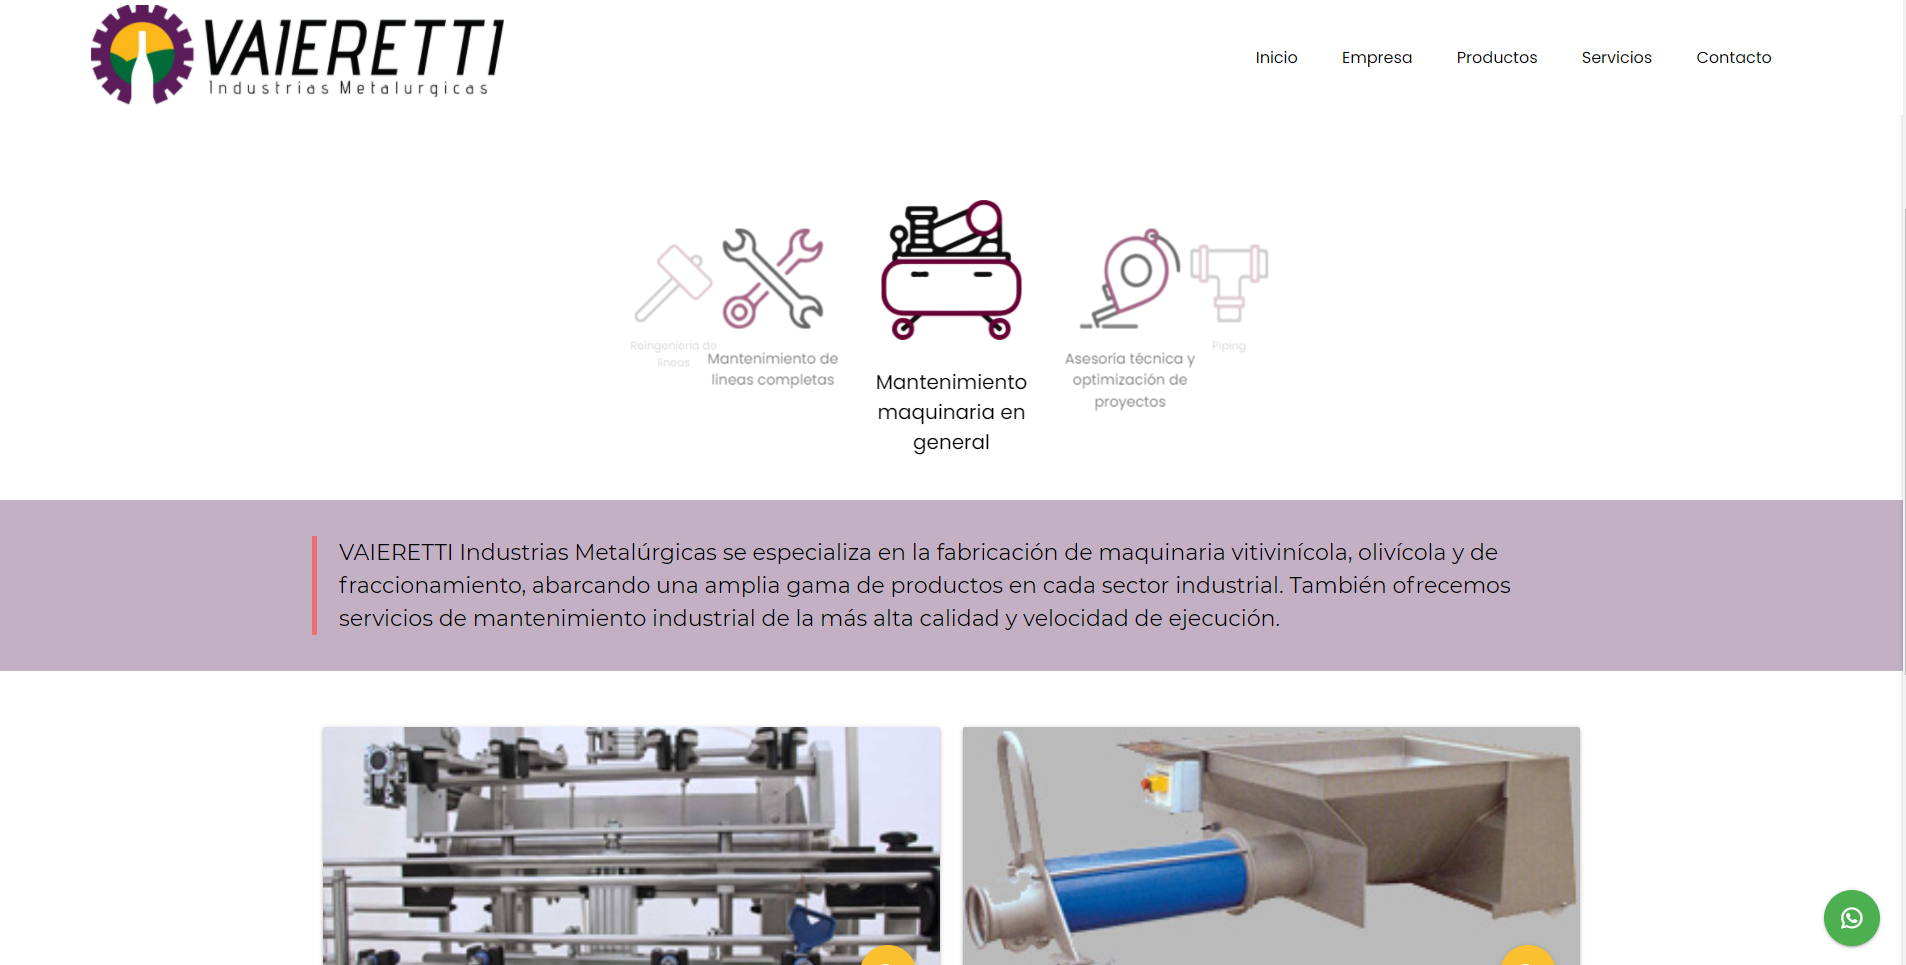 VAIERETTI
Industrias Metalurgicas
Inicio
Empresa
Productos
Servicios
Contacto
Reingeniería de
líneas
Mantenimiento de
líneas completas
Mantenimiento
maquinaria en
general
Asesoría técnica y
optimización de
proyectos
Piping
VAIERETTI Industrias Metalúrgicas se especializa en la fabricación de maquinaria vitivinícola, olivícola y de
fraccionamiento, abarcando una amplia gama de productos en cada sector industrial. También ofrecemos
servicios de mantenimiento industrial de la más alta calidad y velocidad de ejecución.